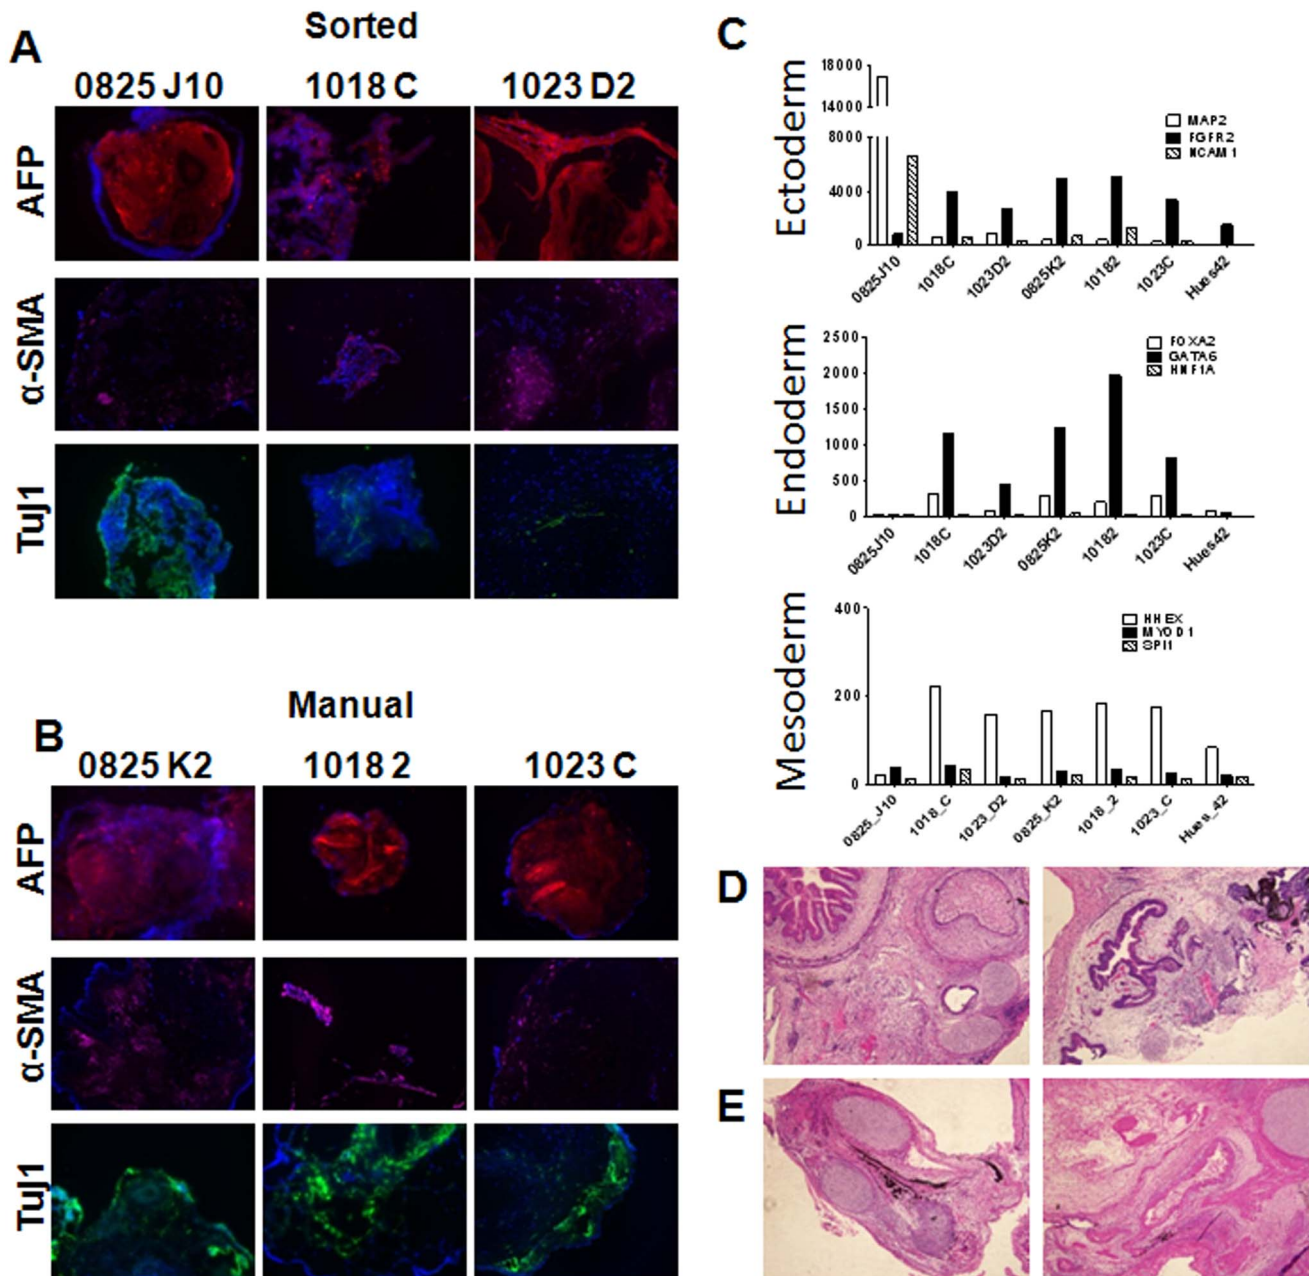 A
Sorted
0825 J10 1018 C 1023 D2
AFP
α-SMA
TuJ1
B
Manual
0825 K2 1018 2 1023 C
AFP
α-SMA
TuJ1
C
Ectoderm
18000
14000
8000
4000
0
MAP2
FGFR2
NCAM1
0825J10 1018C 1023D2 0825K2 10182 1023C Hues42
Endoderm
2500
2000
1500
1000
500
0
FOXA2
GATA6
HNF1A
0825J10 1018C 1023D2 0825K2 10182 1023C Hues42
Mesoderm
400
200
0
HHEX
MYOD1
SPI1
0825_J10 1018_C 1023_D2 0825_K2 1018_2 1023_C Hues_42
D
E